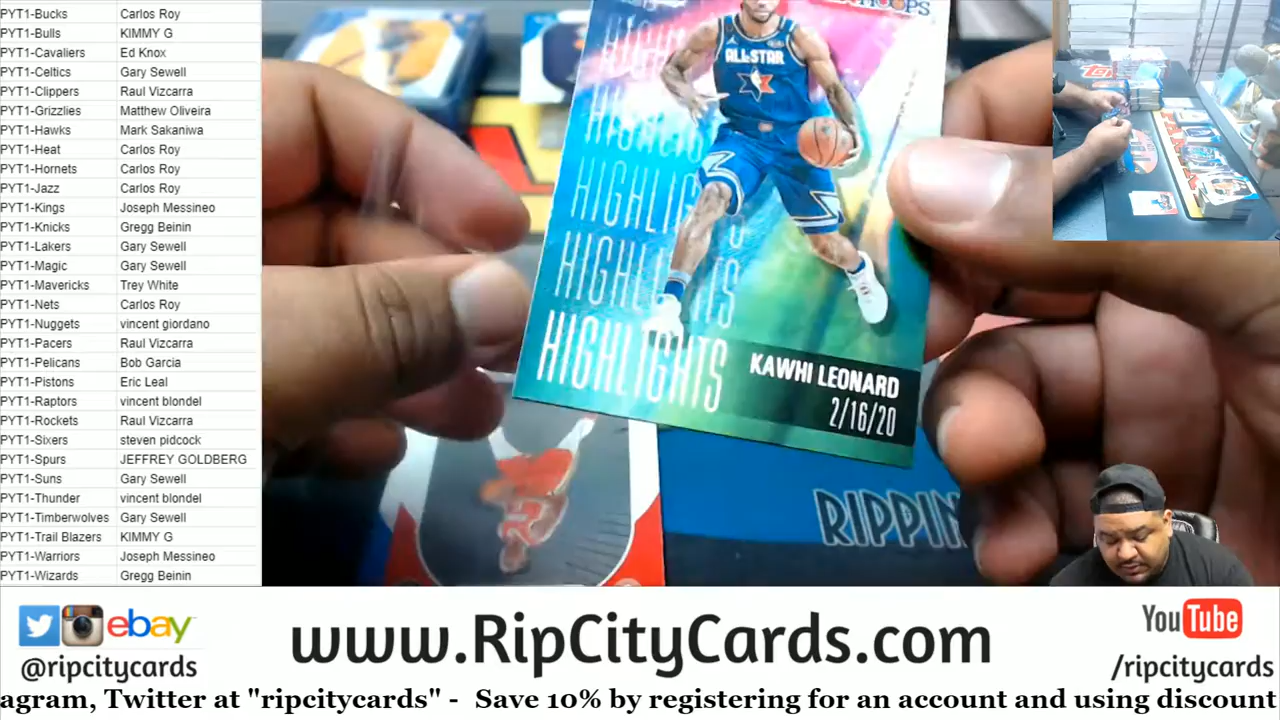 PYT1-Bucks Carlos Roy
PYT1-Bulls KIMMY G
PYT1-Cavaliers Ed Knox
PYT1-Celtics Gary Sewell
PYT1-Clippers Raul Vizcarra
PYT1-Grizzlies Matthew Oliveira
PYT1-Hawks Mark Sakaniwa
PYT1-Heat Carlos Roy
PYT1-Hornets Carlos Roy
PYT1-Jazz Carlos Roy
PYT1-Kings Joseph Messineo
PYT1-Knicks Gregg Beinin
PYT1-Lakers Gary Sewell
PYT1-Magic Gary Sewell
PYT1-Mavericks Trey White
PYT1-Nets Carlos Roy
PYT1-Nuggets vincent giordano
PYT1-Pacers Raul Vizcarra
PYT1-Pelicans Bob Garcia
PYT1-Pistons Eric Leal
PYT1-Raptors vincent blondel
PYT1-Rockets Raul Vizcarra
PYT1-Sixers steven pidcock
PYT1-Spurs JEFFREY GOLDBERG
PYT1-Suns Gary Sewell
PYT1-Thunder vincent blondel
PYT1-Timberwolves Gary Sewell
PYT1-Trail Blazers KIMMY G
PYT1-Warriors Joseph Messineo
PYT1-Wizards Gregg Beinin
HOOPS
ALL★STAR
HIGHLIGHTS
HIGHLIGHTS
KAWHI LEONARD
2/16/20
RIPPIN
ebay
@ripcitycards
www.RipCityCards.com
YouTube
/ripcitycards
agram, Twitter at "ripcitycards" - Save 10% by registering for an account and using discount